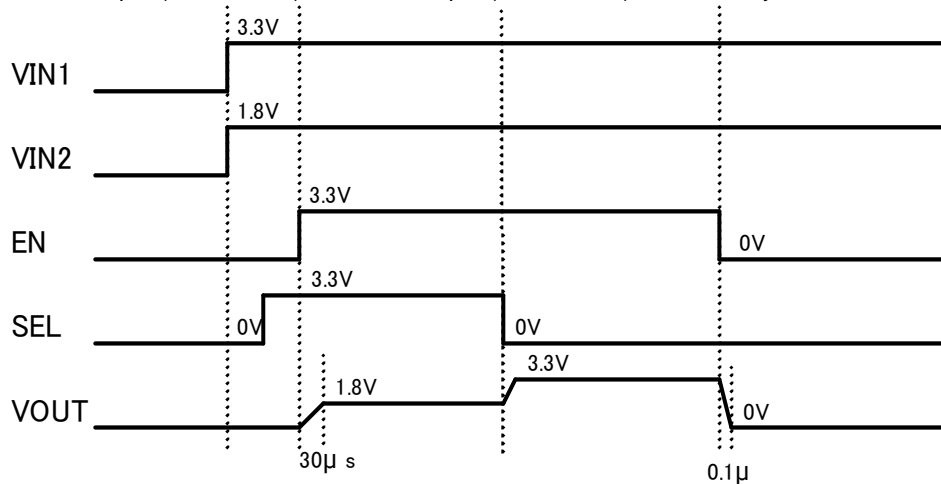 3.3V
VIN1
1.8V
VIN2
3.3V
EN
0V
3.3V
SEL
0V
0V
3.3V
1.8V
VOUT
0V
30μ s
0.1μ